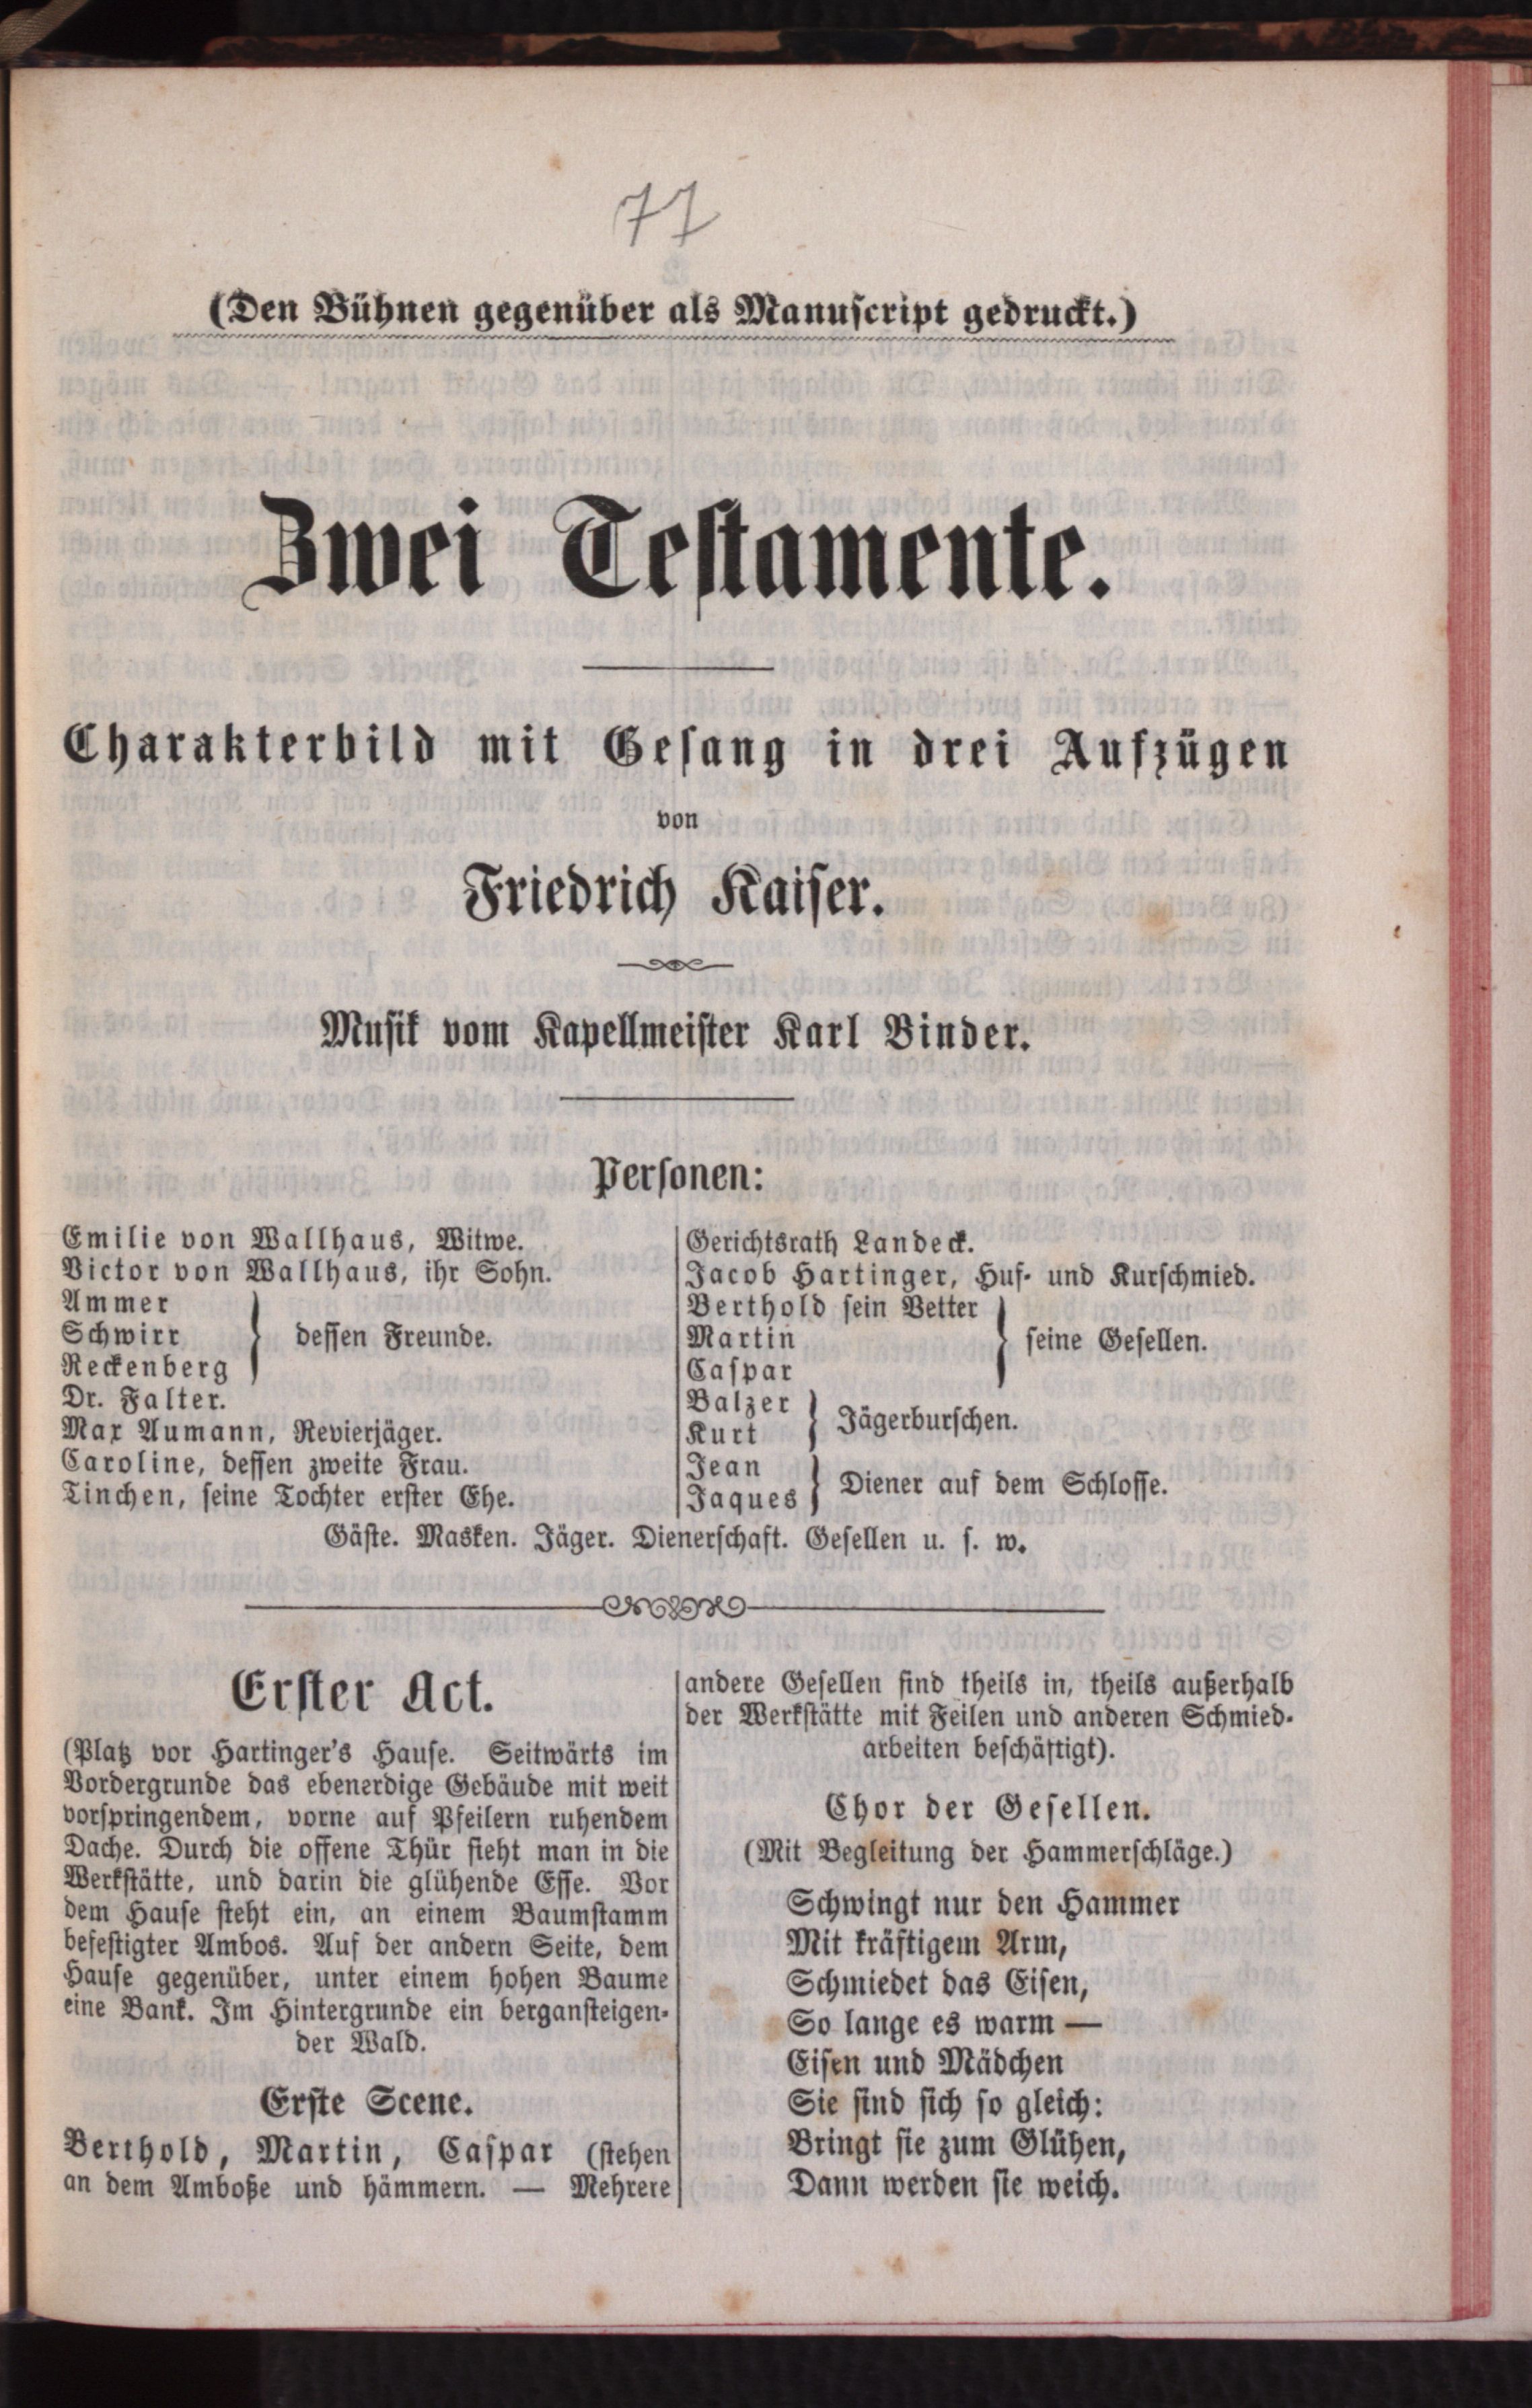 77
(Den Bühnen gegenüber als Manuſcript gedruckt.)
Zwei Teſtamente.
Charakterbild mit Geſang in drei Aufzügen
von
Friedrich Kaiſer.
Muſik vom Kapellmeiſter Karl Binder.
Perſonen:
Emilie von Wallhaus, Witwe.
Victor von Wallhaus, ihr Sohn.
Ammer
Schwirr
Reckenberg
} deſſen Freunde.
Dr. Falter.
Max Aumann, Revierjäger.
Caroline, deſſen zweite Frau.
Tinchen, ſeine Tochter erſter Ehe.
Gerichtsrath Landeck.
Jacob Hartinger, Huf- und Kurſchmied.
Berthold ſein Vetter
Martin
Caſpar
} ſeine Geſellen.
Balzer
Kurt
} Jägerburſchen.
Jean
Jaques
} Diener auf dem Schloſſe.
Gäſte. Masken. Jäger. Dienerſchaft. Geſellen u. ſ. w.
Erſter Act.
(Platz vor Hartinger's Hauſe. Seitwärts im
Vordergrunde das ebenerdige Gebäude mit weit
vorſpringendem, vorne auf Pfeilern ruhendem
Dache. Durch die offene Thür ſieht man in die
Werkſtätte, und darin die glühende Eſſe. Vor
dem Hauſe ſteht ein, an einem Baumſtamm
befeſtigter Ambos. Auf der andern Seite, dem
Hauſe gegenüber, unter einem hohen Baume
eine Bank. Im Hintergrunde ein berganſteigen-
der Wald.
Erſte Scene.
Berthold, Martin, Caſpar (ſtehen
an dem Amboße und hämmern. — Mehrere
andere Geſellen ſind theils in, theils außerhalb
der Werkſtätte mit Feilen und anderen Schmied-
arbeiten beſchäftigt).
Chor der Geſellen.
(Mit Begleitung der Hammerſchläge.)
Schwingt nur den Hammer
Mit kräftigem Arm,
Schmiedet das Eiſen,
So lange es warm —
Eiſen und Mädchen
Sie ſind ſich ſo gleich:
Bringt ſie zum Glühen,
Dann werden ſie weich.